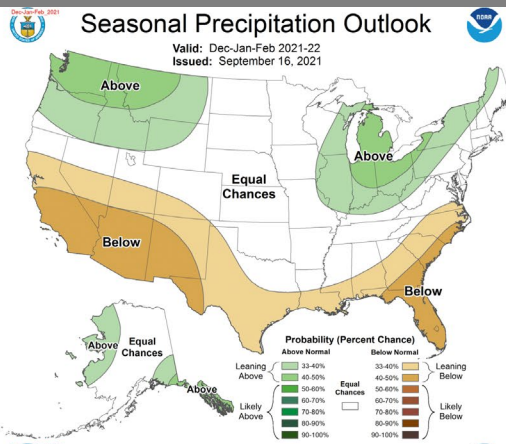 Dec-Jan-Feb_2021
Seasonal Precipitation Outlook
NOAA
Valid: Dec-Jan-Feb 2021-22
Issued: September 16, 2021
Above
Above
Equal
Chances
Below
Below
Above
Equal
Chances
Above
Probability (Percent Chance)
Above Normal
Below Normal
Leaning
Above
33-40%
40-50%
50-60%
60-70%
70-80%
80-90%
90-100%
Likely
Above
Equal
Chances
33-40%
40-50%
50-60%
60-70%
70-80%
80-90%
90-100%
Leaning
Below
Likely
Below